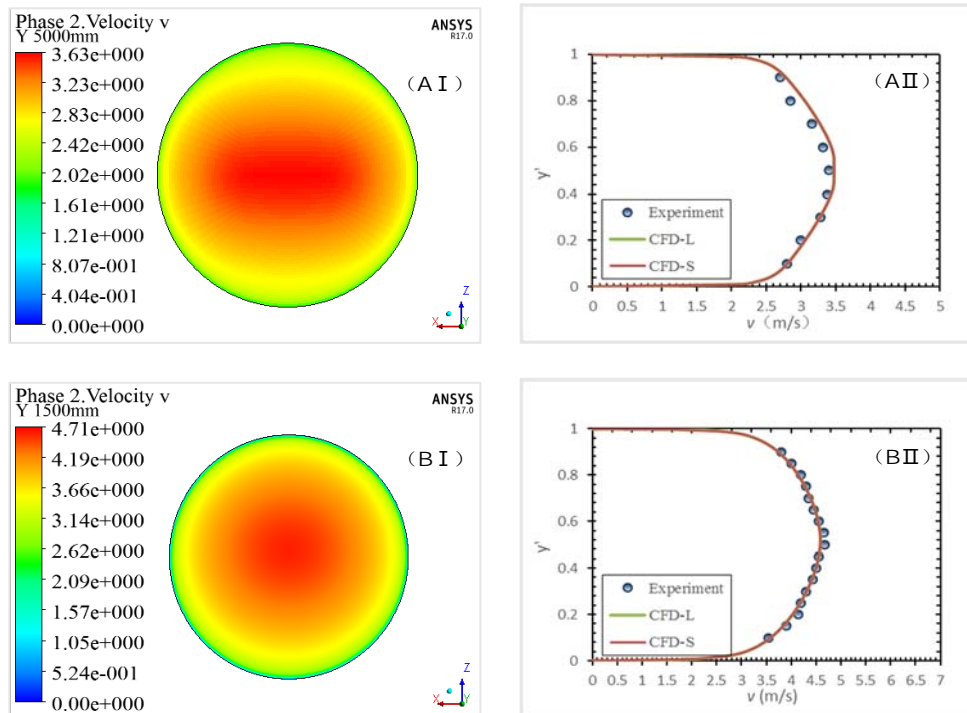 Phase 2.Velocity v
Y 5000mm
ANSYS
R17.0
3.63e+000
3.23e+000
2.83e+000
2.42e+000
2.02e+000
1.61e+000
1.21e+000
8.07e-001
4.04e-001
0.00e+000
(AⅠ)
Z
X
Y
(AⅡ)
1
0.8
0.6
0.4
0.2
0
y'
Experiment
CFD-L
CFD-S
0 0.5 1 1.5 2 2.5 3 3.5 4 4.5 5
v (m/s)
Phase 2.Velocity v
Y 1500mm
ANSYS
R17.0
4.71e+000
4.19e+000
3.66e+000
3.14e+000
2.62e+000
2.09e+000
1.57e+000
1.05e+000
5.24e-001
0.00e+000
(BⅠ)
Z
X
Y
(BⅡ)
1
0.8
0.6
0.4
0.2
0
y'
Experiment
CFD-L
CFD-S
0 0.5 1 1.5 2 2.5 3 3.5 4 4.5 5 5.5 6 6.5 7
v (m/s)